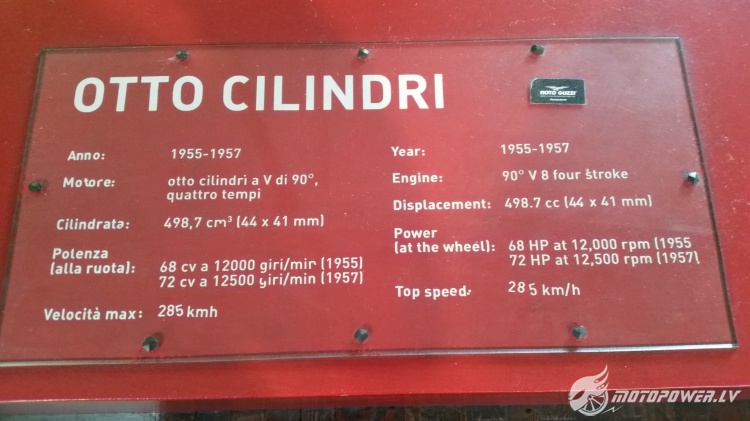 OTTO CILINDRI
MOTO GUZZI
Anno: 1955-1957
Motore: otto cilindri a V di 90°,
quattro tempi
Cilindrata: 498,7 cm³ (44 x 41 mm)
Potenza
(alla ruota): 68 cv a 12000 giri/min (1955)
72 cv a 12500 giri/min (1957)
Velocità max: 285 kmh
Year: 1955-1957
Engine: 90° V 8 four stroke
Displacement: 498.7 cc (44 x 41 mm)
Power
(at the wheel): 68 HP at 12,000 rpm (1955
72 HP at 12,500 rpm (1957)
Top speed: 285 km/h
MOTOPOWER.LV